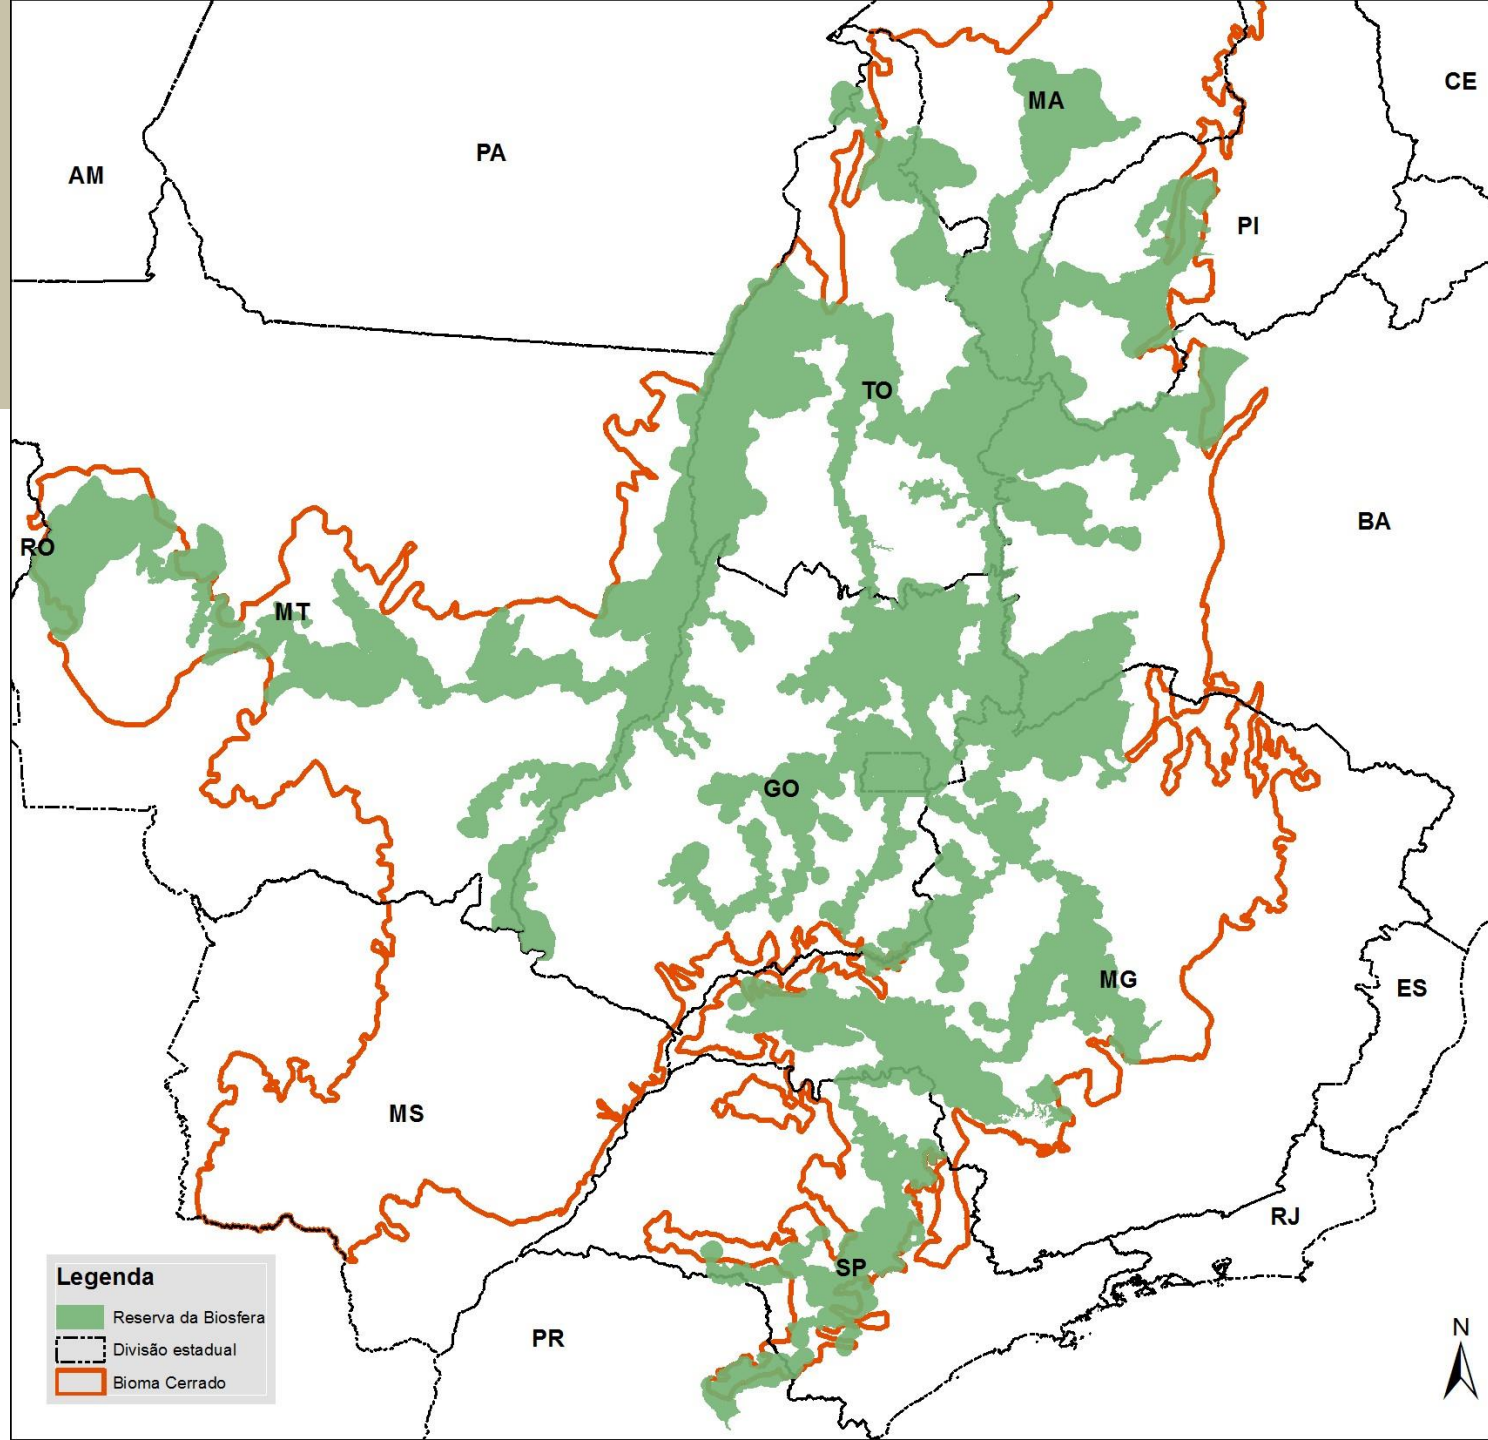 CE
MA
PA
AM
PI
TO
BA
RO
MT
GO
MG
ES
MS
RJ
SP
PR
N
Legenda
Reserva da Biosfera
Divisão estadual
Bioma Cerrado